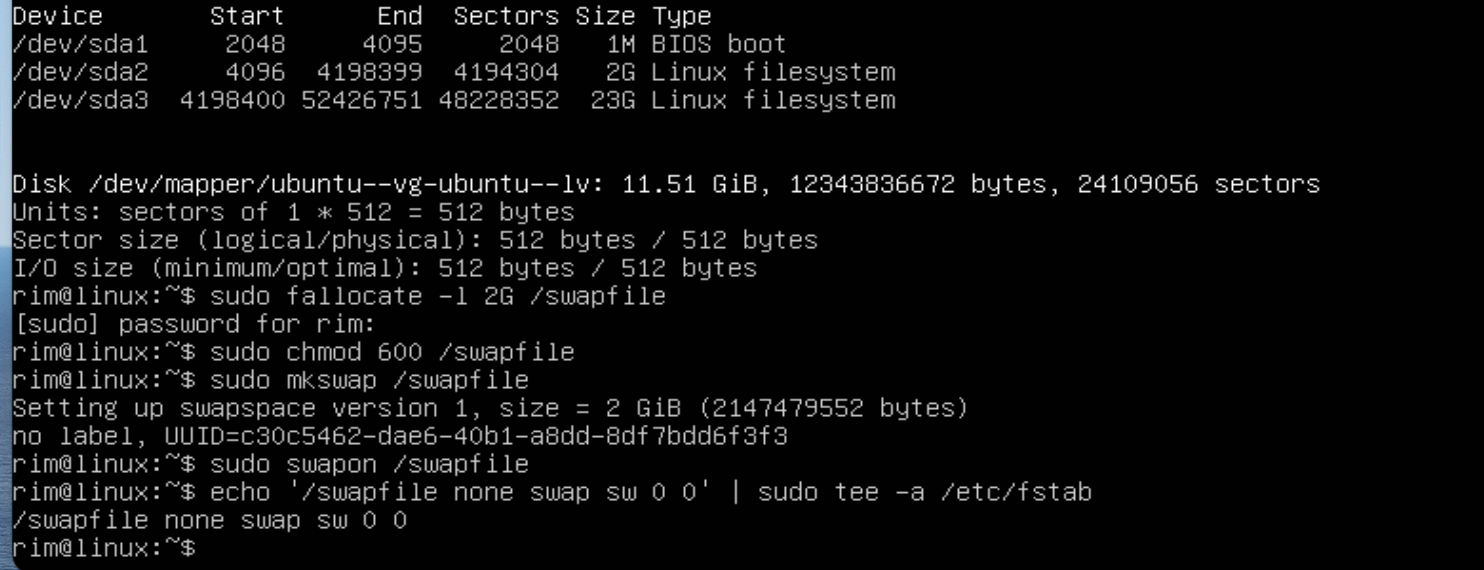 Device Start End Sectors Size Type
/dev/sda1 2048 4095 2048 1M BIOS boot
/dev/sda2 4096 4198399 4194304 2G Linux filesystem
/dev/sda3 4198400 52426751 48228352 23G Linux filesystem
Disk /dev/mapper/ubuntu--vg-ubuntu--lv: 11.51 GiB, 12343836672 bytes, 24109056 sectors
Units: sectors of 1 * 512 = 512 bytes
Sector size (logical/physical): 512 bytes / 512 bytes
I/O size (minimum/optimal): 512 bytes / 512 bytes
rim@linux:~$ sudo fallocate -l 2G /swapfile
[sudo] password for rim:
rim@linux:~$ sudo chmod 600 /swapfile
rim@linux:~$ sudo mkswap /swapfile
Setting up swapspace version 1, size = 2 GiB (2147479552 bytes)
no label, UUID=c30c5462-dae6-40b1-a8dd-8df7bdd6f3f3
rim@linux:~$ sudo swapon /swapfile
rim@linux:~$ echo '/swapfile none swap sw 0 0' | sudo tee -a /etc/fstab
/swapfile none swap sw 0 0
rim@linux:~$